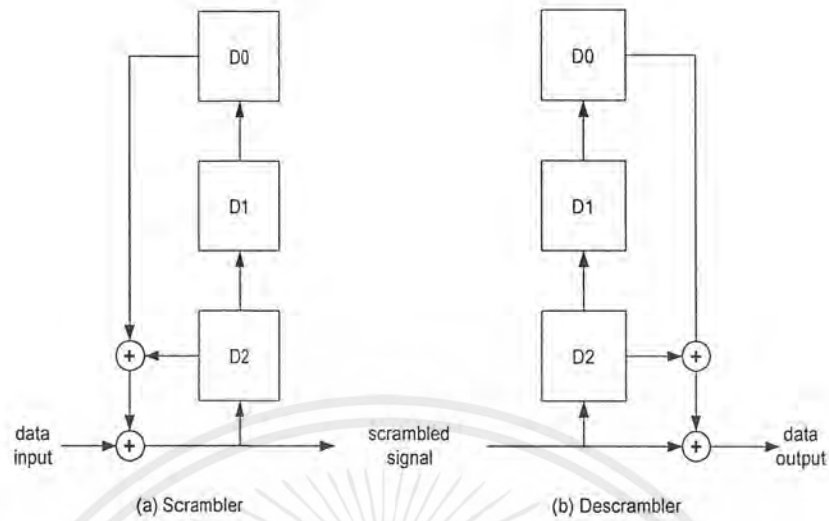 D0
D1
D2
+
+
data
input
(a) Scrambler
scrambled
signal
D0
D1
D2
+
+
data
output
(b) Descrambler